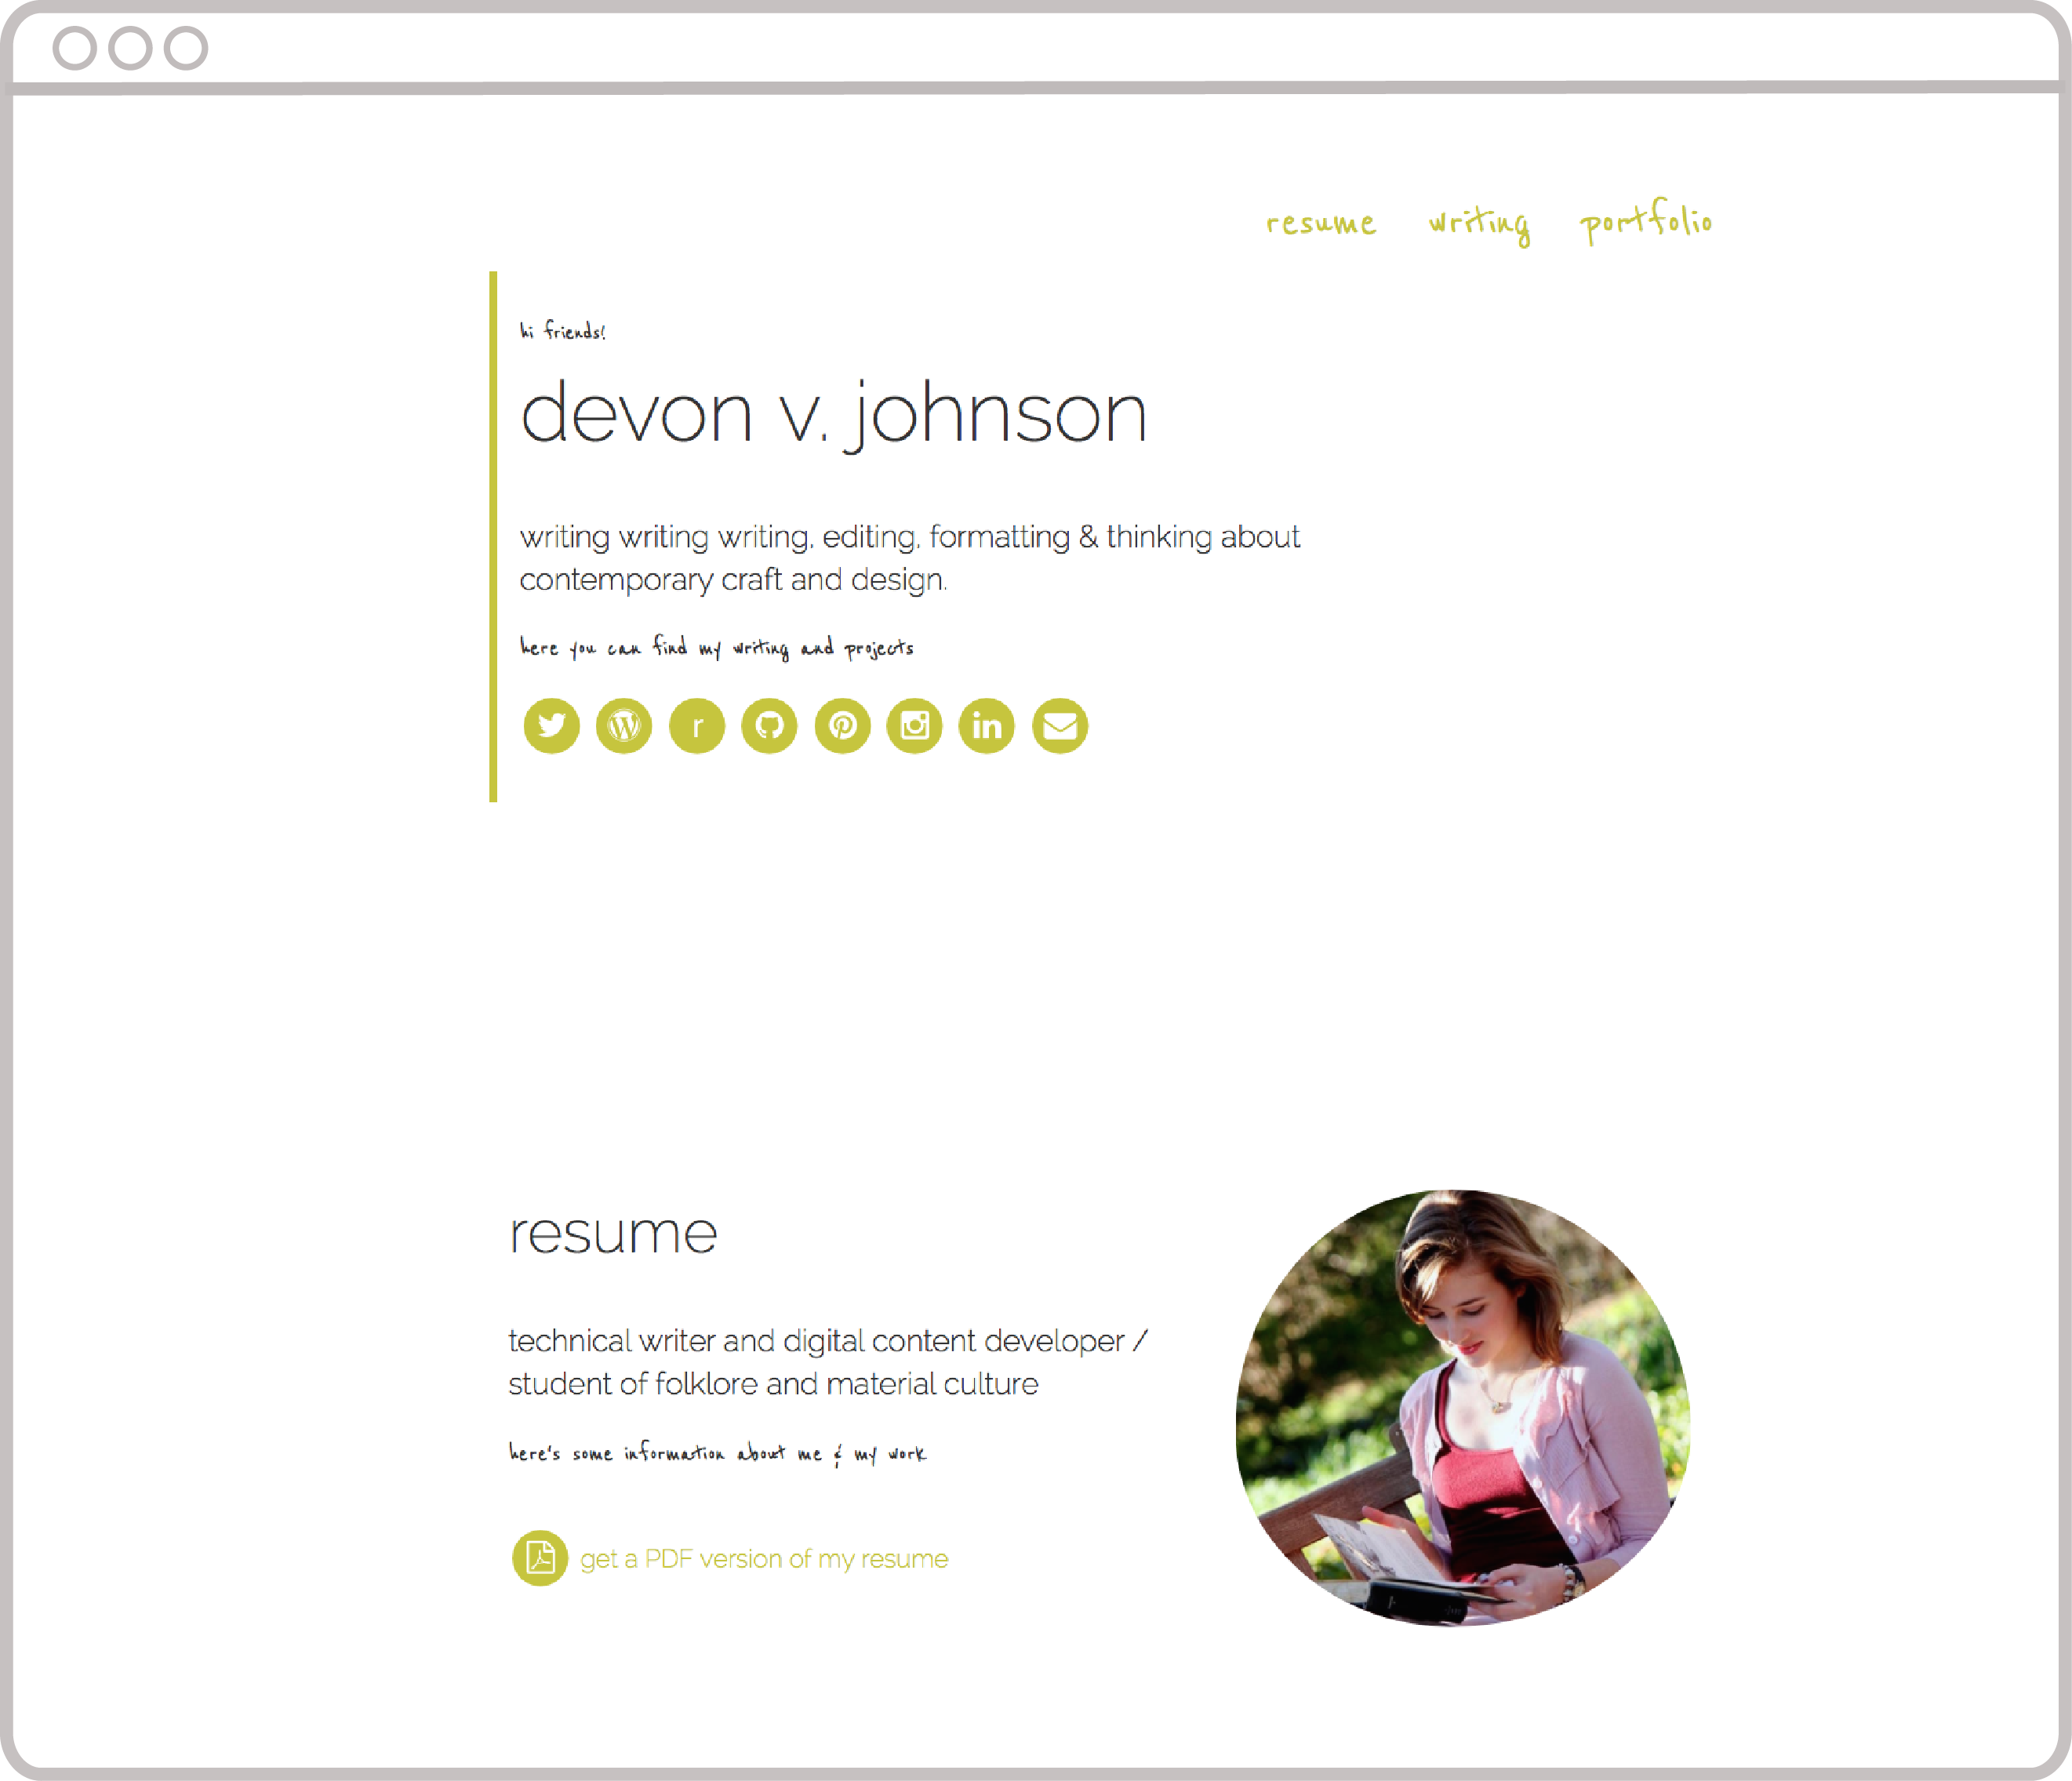 resume writing portfolio
hi friends!
devon v. johnson
writing writing writing, editing, formatting & thinking about
contemporary craft and design.
here you can find my writing and projects
r
in
resume
technical writer and digital content developer /
student of folklore and material culture
here's some information about me & my work
get a PDF version of my resume